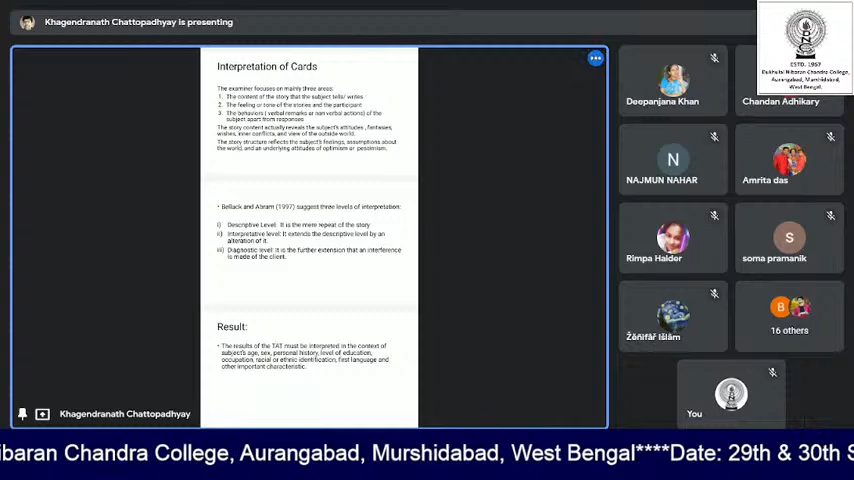 Khagendranath Chattopadhyay is presenting
ESTD. 1967
Dukhulal Nibaran Chandra College,
Aurangabad, Murshidabad,
West Bengal.
Interpretation of Cards
The examiner focuses on mainly three areas:
1. The content of the story that the subject tells/ writes
2. The feeling or tone of the stories and the participant
3. The behaviors ( verbal remarks or non verbal actions) of the
subject apart from responses
The story content actually reveals the subject's attitudes , fantasies,
wishes, inner conflicts, and view of the outside world.
The story structure reflects the subject's feelings, assumptions about
the world, and an underlying attitudes of optimism or pessimism.
• Bellack and Abram (1997) suggest three levels of interpretation:
i) Descriptive Level: It is the mere repeat of the story
ii) Interpretative level: It extends the descriptive level by an
alteration of it.
iii) Diagnostic level: It is the further extension that an interference
is made of the client.
Result:
• The results of the TAT must be interpreted in the context of
subject's age, sex, personal history, level of education,
occupation, racial or ethnic identification, first language and
other important characteristic.
Khagendranath Chattopadhyay
Deepanjana Khan
Chandan Adhikary
N
NAJMUN NAHAR
Amrita das
Rimpa Halder
S
soma pramanik
Žëñifâr Išlâm
B
16 others
You
ibaran Chandra College, Aurangabad, Murshidabad, West Bengal****Date: 29th & 30th S